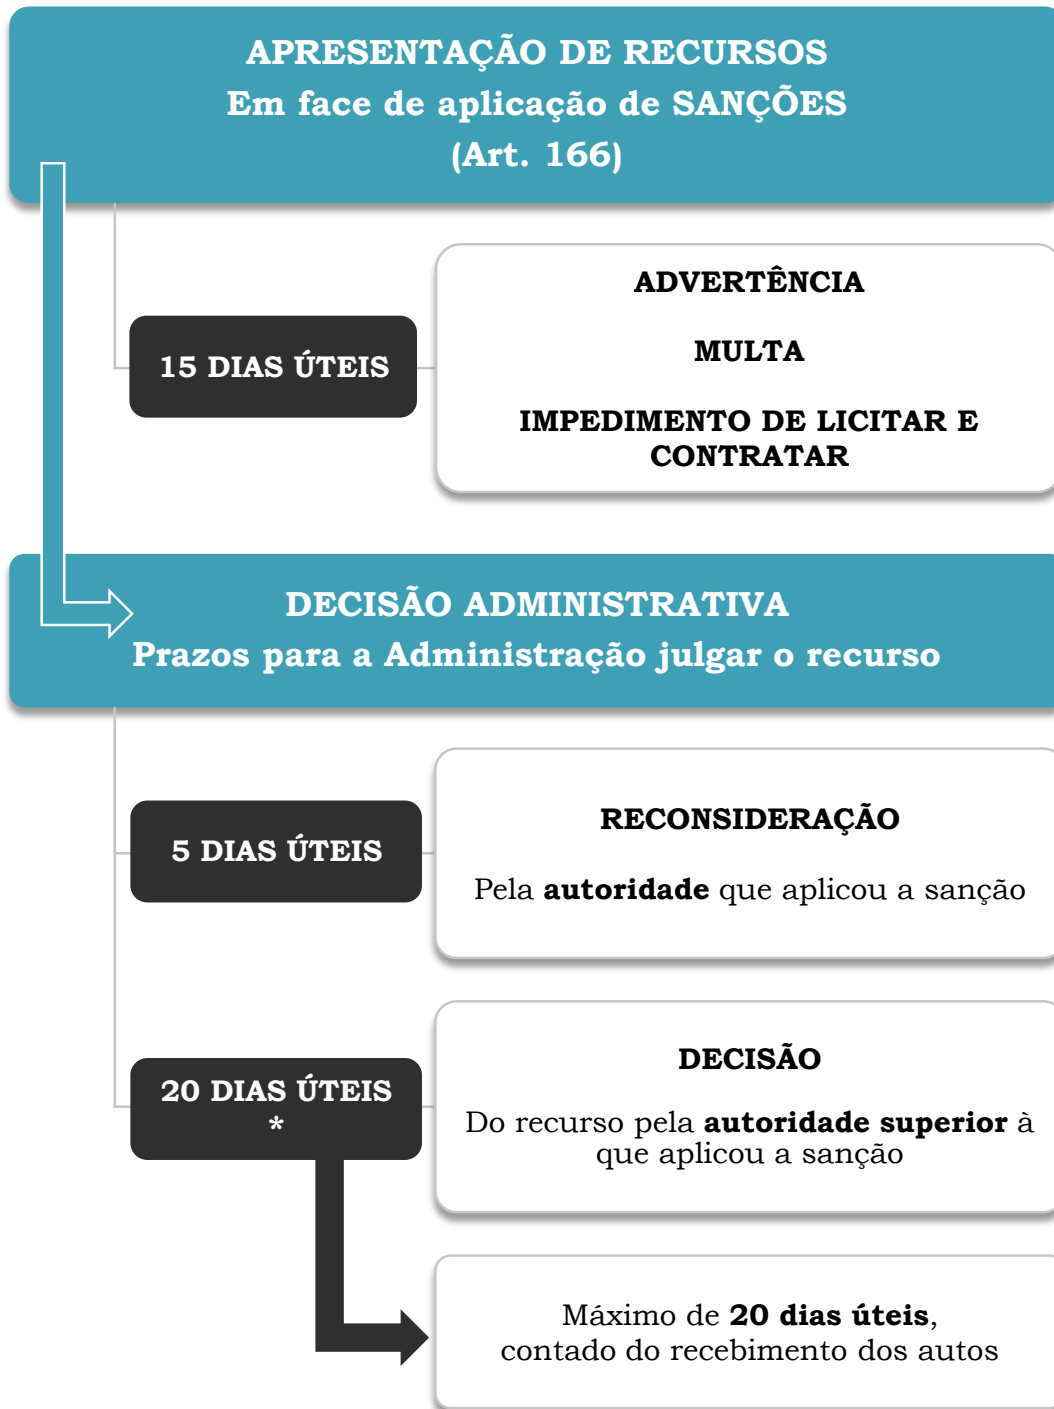 APRESENTAÇÃO DE RECURSOS
Em face de aplicação de SANÇÕES
(Art. 166)
15 DIAS ÚTEIS
ADVERTÊNCIA
MULTA
IMPEDIMENTO DE LICITAR E
CONTRATAR
DECISÃO ADMINISTRATIVA
Prazos para a Administração julgar o recurso
5 DIAS ÚTEIS
RECONSIDERAÇÃO
Pela autoridade que aplicou a sanção
20 DIAS ÚTEIS
*
DECISÃO
Do recurso pela autoridade superior à
que aplicou a sanção
Máximo de 20 dias úteis,
contado do recebimento dos autos